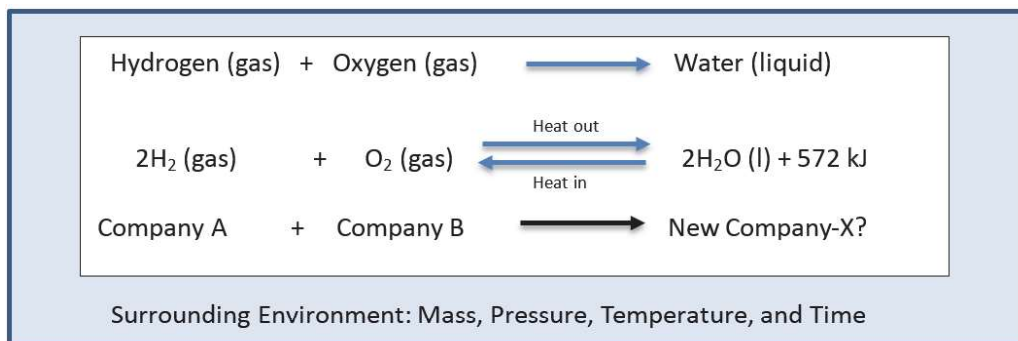 Hydrogen (gas) + Oxygen (gas) Water (liquid)
Heat out
2H₂ (gas) + O₂ (gas) 2H₂O (l) + 572 kJ
Heat in
Company A + Company B New Company-X?
Surrounding Environment: Mass, Pressure, Temperature, and Time